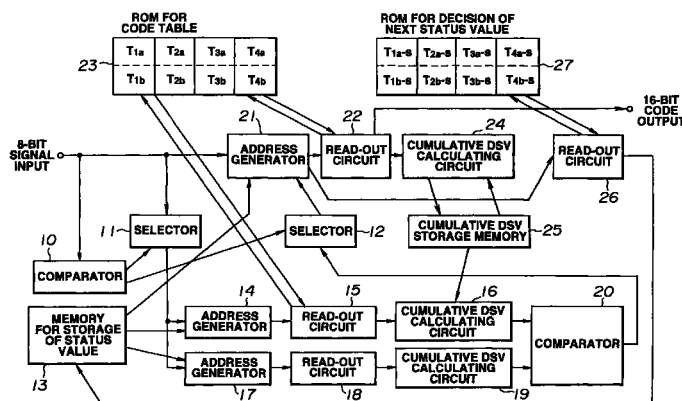 ROM FOR
CODE TABLE
ROM FOR DECISION OF
NEXT STATUS VALUE
T1a T2a T3a T4a
T1b T2b T3b T4b
23
T1a-s T2a-s T3a-s T4a-s
T1b-s T2b-s T3b-s T4b-s
27
16-BIT
CODE
OUTPUT
8-BIT
SIGNAL
INPUT
21
ADDRESS
GENERATOR
22
READ-OUT
CIRCUIT
24
CUMULATIVE DSV
CALCULATING
CIRCUIT
READ-OUT
CIRCUIT
26
11
SELECTOR
SELECTOR
12
CUMULATIVE DSV
STORAGE MEMORY
25
10
COMPARATOR
MEMORY
FOR STORAGE
OF STATUS
VALUE
13
14
ADDRESS
GENERATOR
15
READ-OUT
CIRCUIT
16
CUMULATIVE DSV
CALCULATING
CIRCUIT
20
COMPARATOR
ADDRESS
GENERATOR
17
READ-OUT
CIRCUIT
18
CUMULATIVE DSV
CALCULATING
CIRCUIT
19